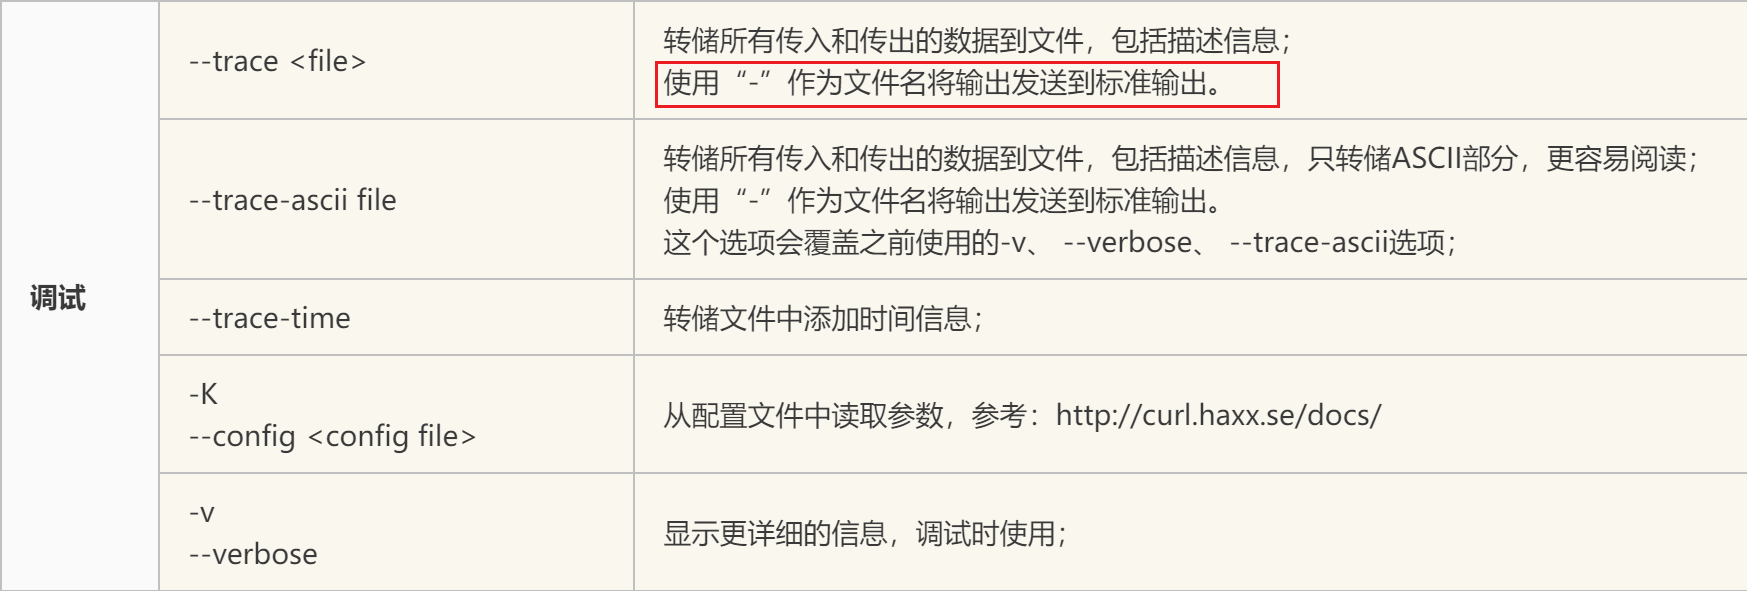 调试
--trace <file>
转储所有传入和传出的数据到文件，包括描述信息；
使用“-”作为文件名将输出发送到标准输出。
--trace-ascii file
转储所有传入和传出的数据到文件，包括描述信息，只转储ASCII部分，更容易阅读；
使用“-”作为文件名将输出发送到标准输出。
这个选项会覆盖之前使用的-v、 --verbose、 --trace-ascii选项；
--trace-time
转储文件中添加时间信息；
-K
--config <config file>
从配置文件中读取参数，参考：http://curl.haxx.se/docs/
-v
--verbose
显示更详细的信息，调试时使用；